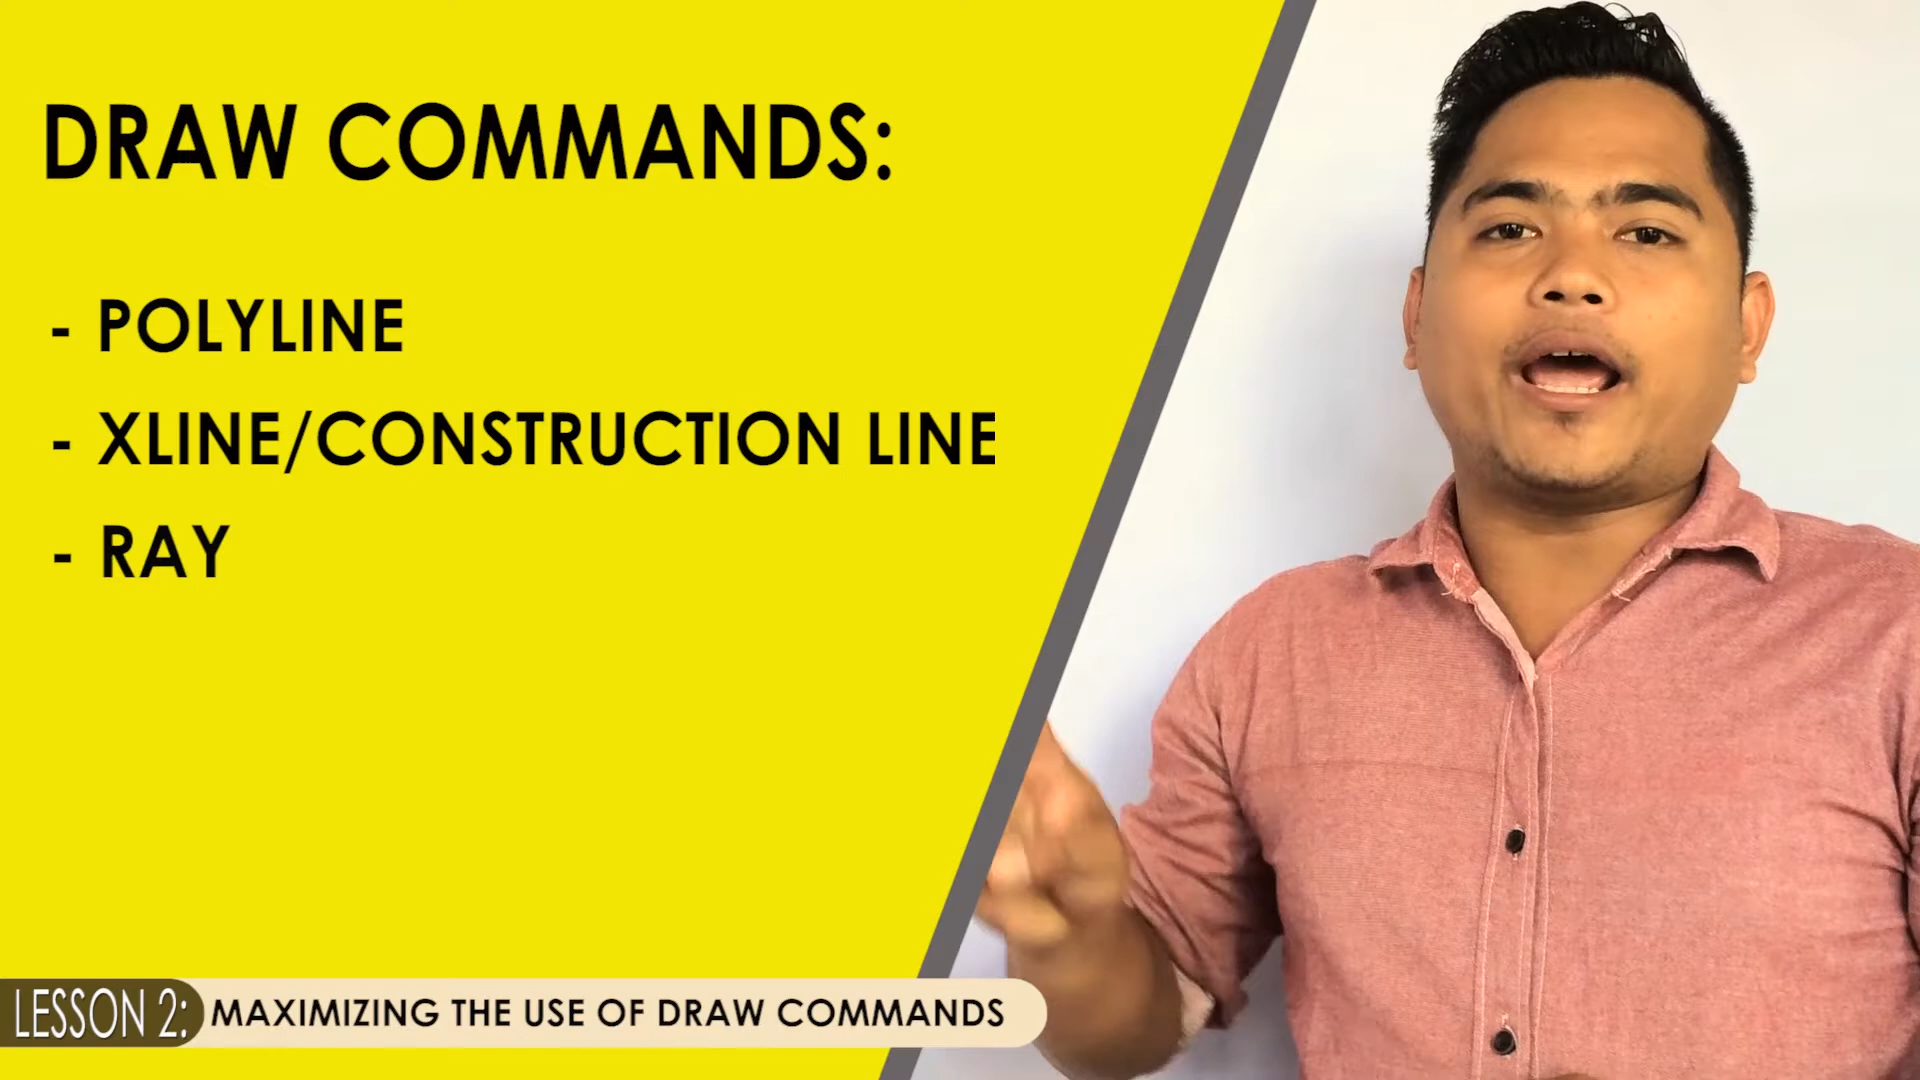 DRAW COMMANDS:
- POLYLINE
- XLINE/CONSTRUCTION LINE
- RAY
LESSON 2: MAXIMIZING THE USE OF DRAW COMMANDS